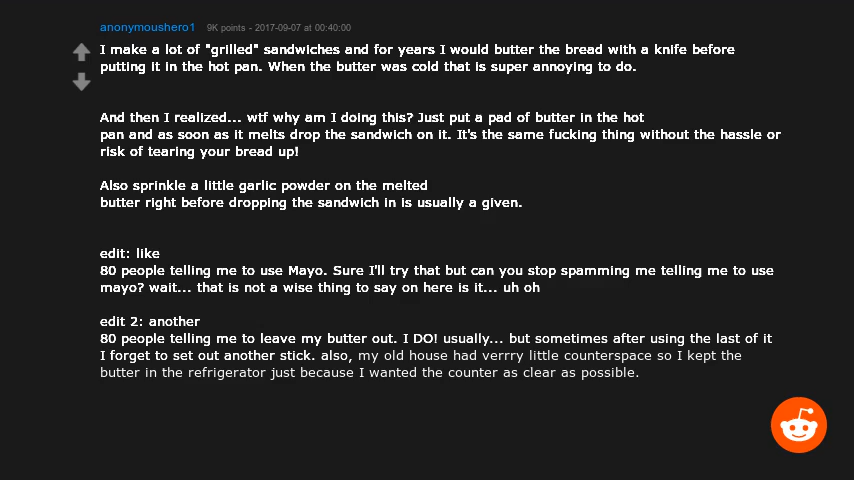 anonymoushero1 9K points - 2017-09-07 at 00:40:00
I make a lot of "grilled" sandwiches and for years I would butter the bread with a knife before
putting it in the hot pan. When the butter was cold that is super annoying to do.
And then I realized... wtf why am I doing this? Just put a pad of butter in the hot
pan and as soon as it melts drop the sandwich on it. It's the same fucking thing without the hassle or
risk of tearing your bread up!
Also sprinkle a little garlic powder on the melted
butter right before dropping the sandwich in is usually a given.
edit: like
80 people telling me to use Mayo. Sure I'll try that but can you stop spamming me telling me to use
mayo? wait... that is not a wise thing to say on here is it... uh oh
edit 2: another
80 people telling me to leave my butter out. I DO! usually... but sometimes after using the last of it
I forget to set out another stick. also, my old house had verrry little counterspace so I kept the
butter in the refrigerator just because I wanted the counter as clear as possible.